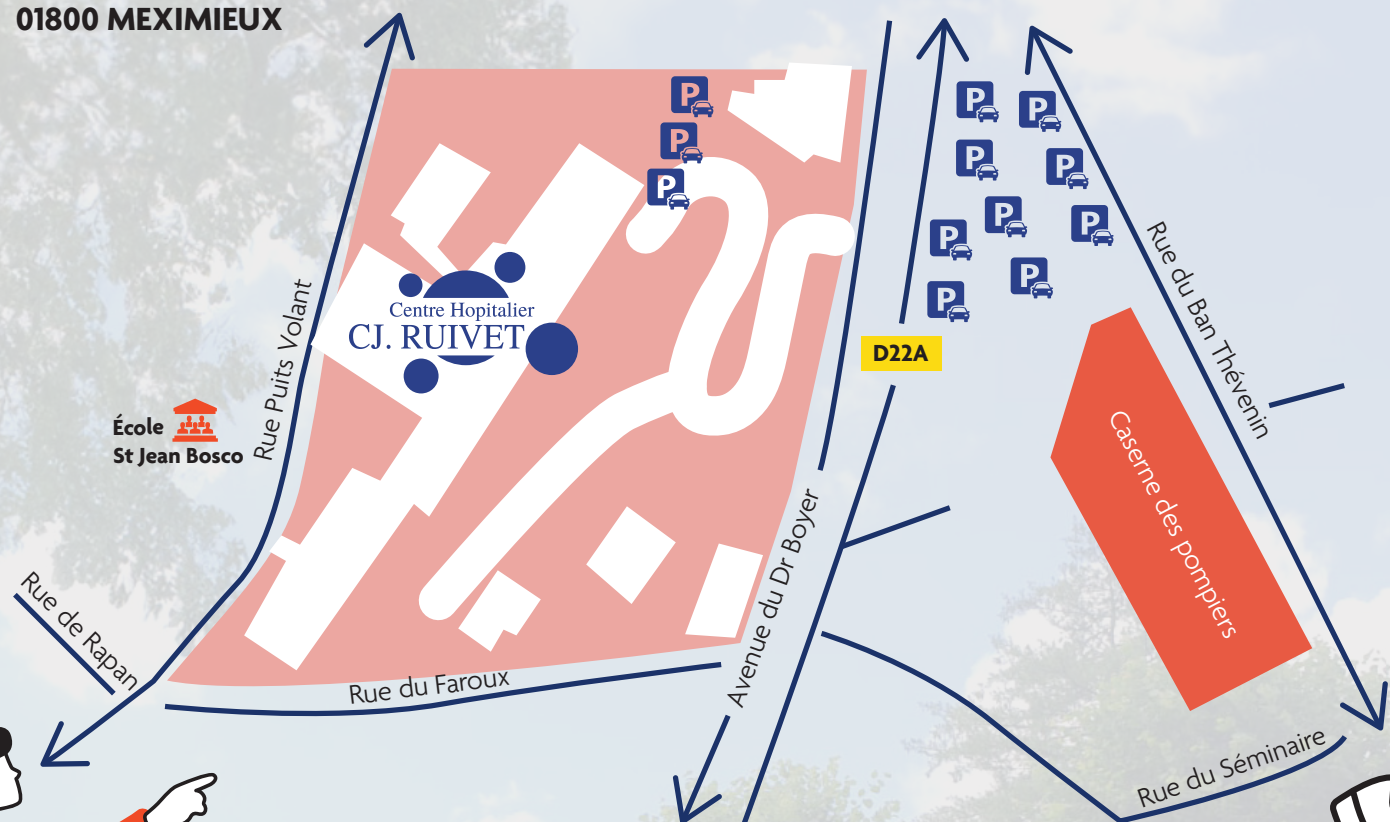 01800 MEXIMIEUX
P
P
P
P
P
P
P
P
P
P
P
P
Rue du Ban Thévenin
Rue Puits Volant
Centre Hopitalier
CJ. RUIVET
D22A
École
St Jean Bosco
Caserne des pompiers
Avenue du Dr Boyer
Rue de Rapan
Rue du Faroux
Rue du Séminaire